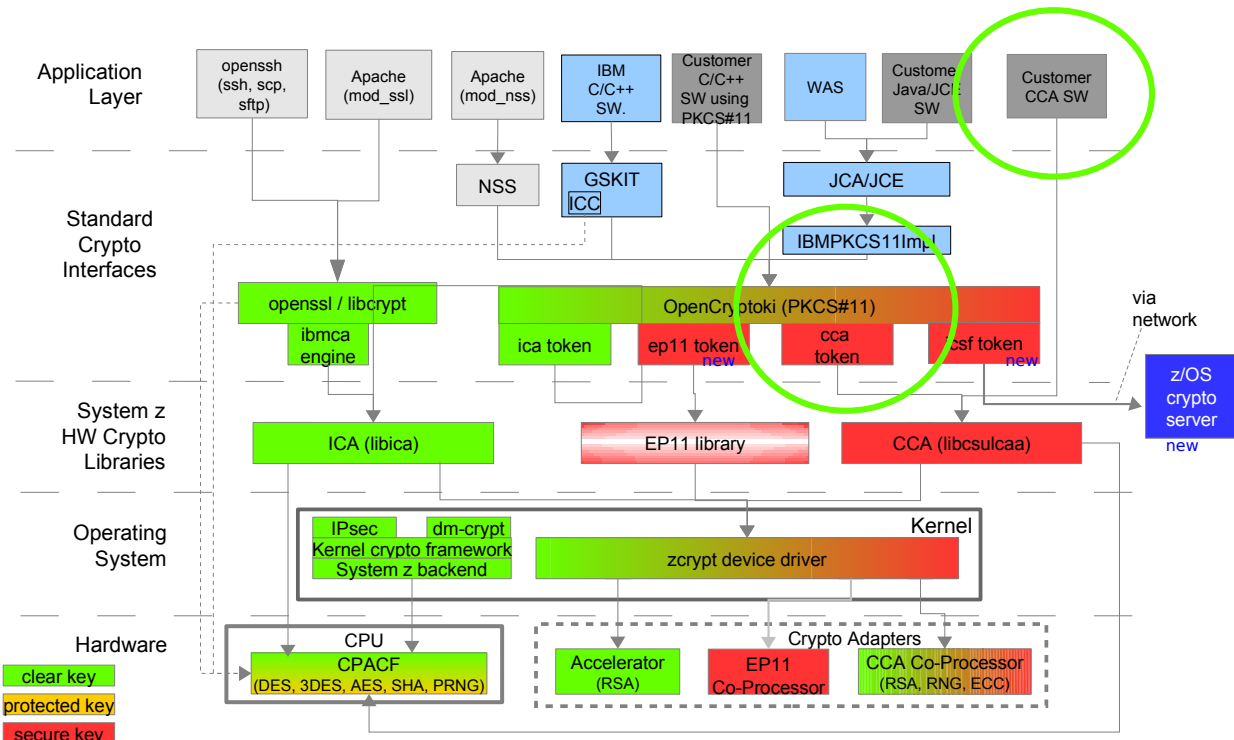 Application
Layer
openssh
(ssh, scp,
sftp)
Apache
(mod_ssl)
Apache
(mod_nss)
IBM
C/C++
SW.
Customer
C/C++
SW using
PKCS#11
WAS
Customer
Java/JCE
SW
Customer
CCA SW
Standard
Crypto
Interfaces
NSS
GSKIT
ICC
JCA/JCE
IBMPKCS11Impl
openssl / libcrypt
ibmca
engine
OpenCryptoki (PKCS#11)
ica token
ep11 token
new
cca
token
icsf token
new
via
network
z/OS
crypto
server
new
System z
HW Crypto
Libraries
ICA (libica)
EP11 library
CCA (libcsulcaa)
Operating
System
Kernel
IPsec
dm-crypt
Kernel crypto framework
System z backend
zcrypt device driver
Hardware
CPU
CPACF
(DES, 3DES, AES, SHA, PRNG)
Crypto Adapters
Accelerator
(RSA)
EP11
Co-Processor
CCA Co-Processor
(RSA, RNG, ECC)
clear key
protected key
secure key